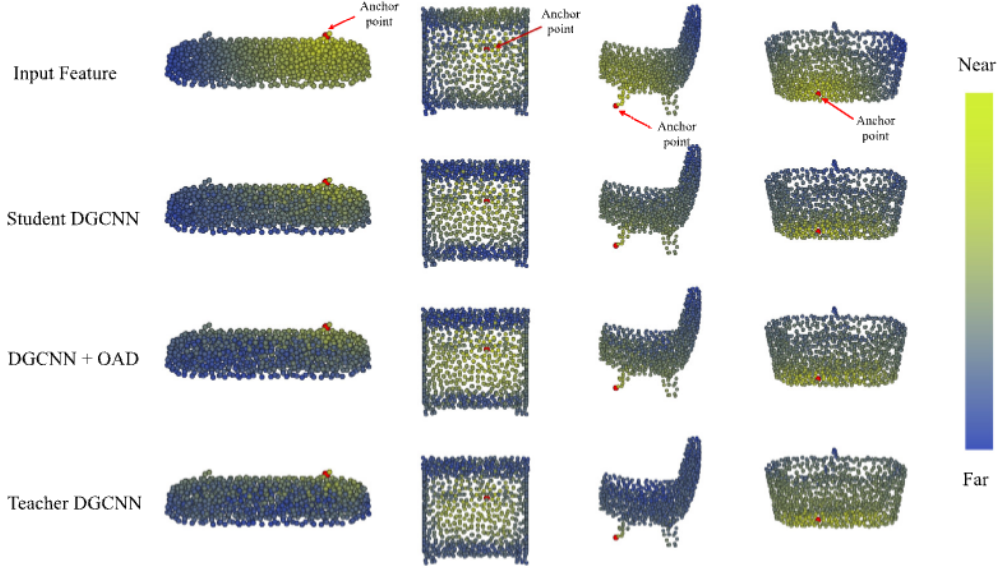 Anchor
point
Anchor
point
Input Feature
Near
Anchor
point
Anchor
point
Student DGCNN
DGCNN + OAD
Far
Teacher DGCNN